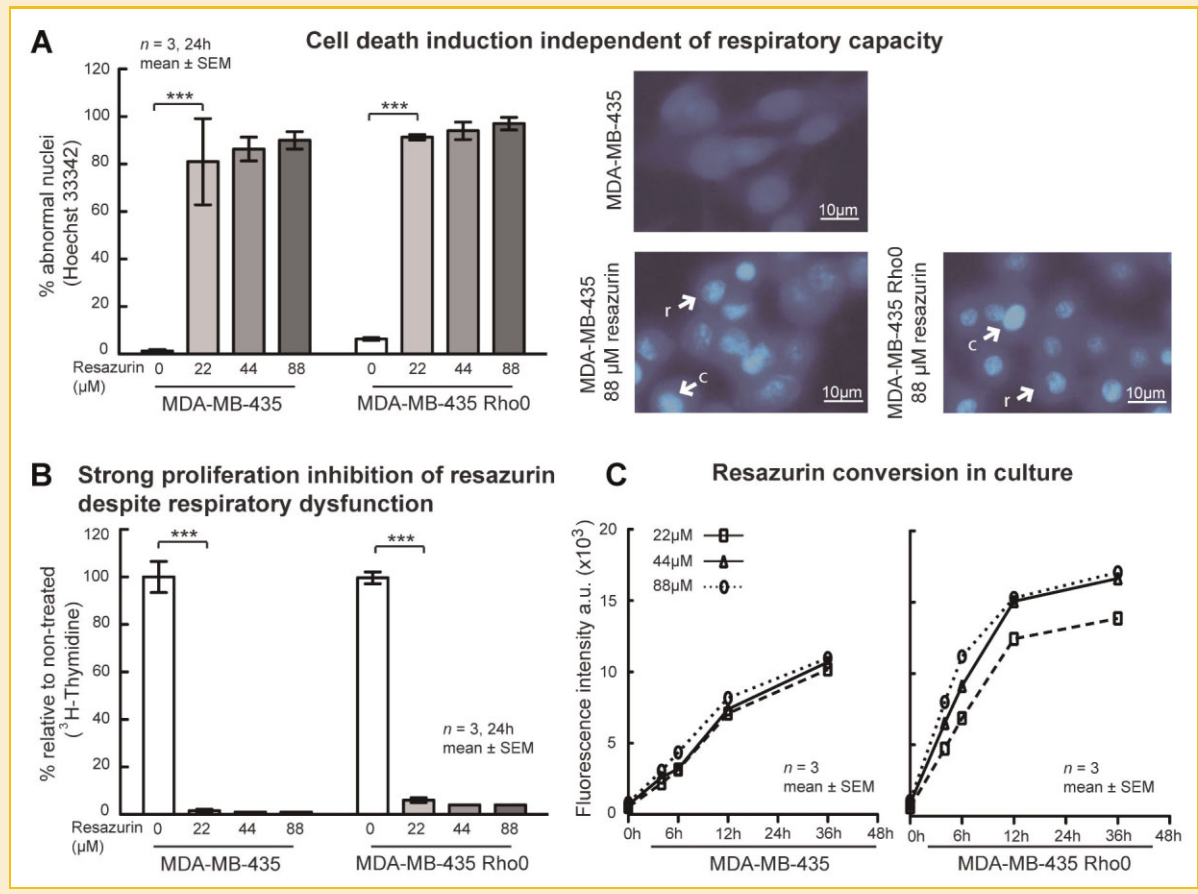 A
Cell death induction independent of respiratory capacity
n = 3, 24h
mean ± SEM
% abnormal nuclei
(Hoechst 33342)
120
100
80
60
40
20
0
***
***
Resazurin
(µM)
0 22 44 88
0 22 44 88
MDA-MB-435
MDA-MB-435 Rho0
MDA-MB-435
10µm
MDA-MB-435
88 µM resazurin
r
c
10µm
MDA-MB-435 Rho0
88 µM resazurin
c
r
10µm
B
Strong proliferation inhibition of resazurin
despite respiratory dysfunction
% relative to non-treated
(³H-Thymidine)
120
100
80
60
40
20
0
***
***
n = 3, 24h
mean ± SEM
Resazurin
(µM)
0 22 44 88
0 22 44 88
MDA-MB-435
MDA-MB-435 Rho0
C
Resazurin conversion in culture
Fluorescence intensity a.u. (x10³)
20
15
10
5
0
22µM
44µM
88µM
n = 3
mean ± SEM
0h 6h 12h 24h 36h 48h
MDA-MB-435
n = 3
mean ± SEM
0h 6h 12h 24h 36h 48h
MDA-MB-435 Rho0